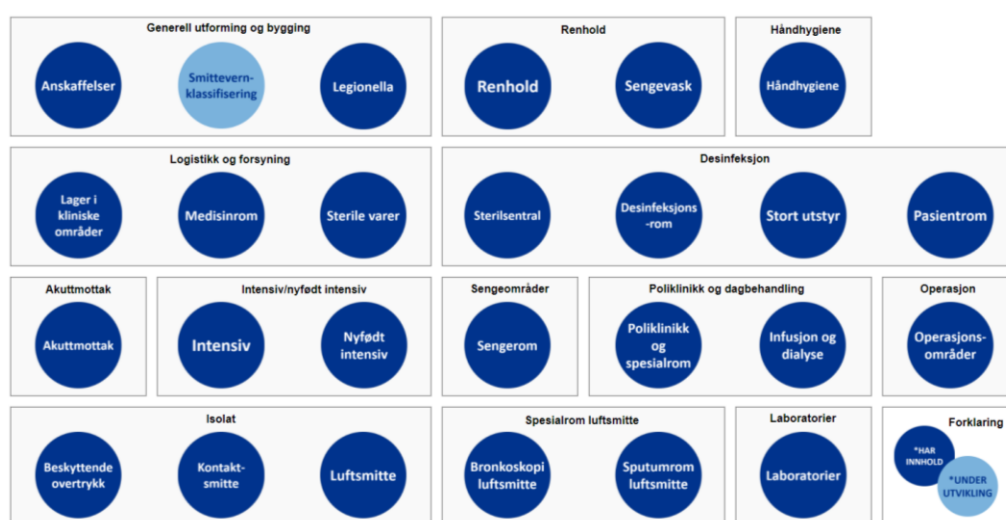 Generell utforming og bygging
Anskaffelser
Smittevern-
klassifisering
Legionella
Renhold
Renhold
Sengevask
Håndhygiene
Håndhygiene
Logistikk og forsyning
Lager i
kliniske
områder
Medisinrom
Sterile varer
Desinfeksjon
Sterilsentral
Desinfeksjons
-rom
Stort utstyr
Pasientrom
Akuttmottak
Akuttmottak
Intensiv/nyfødt intensiv
Intensiv
Nyfødt
intensiv
Sengeområder
Sengerom
Poliklinikk og dagbehandling
Poliklinikk
og
spesialrom
Infusjon og
dialyse
Operasjon
Operasjons-
områder
Isolat
Beskyttende
overtrykk
Kontakt-
smitte
Luftsmitte
Spesialrom luftsmitte
Bronkoskopi
luftsmitte
Sputumrom
luftsmitte
Laboratorier
Laboratorier
Forklaring
*HAR
INNHOLD
*UNDER
UTVIKLING